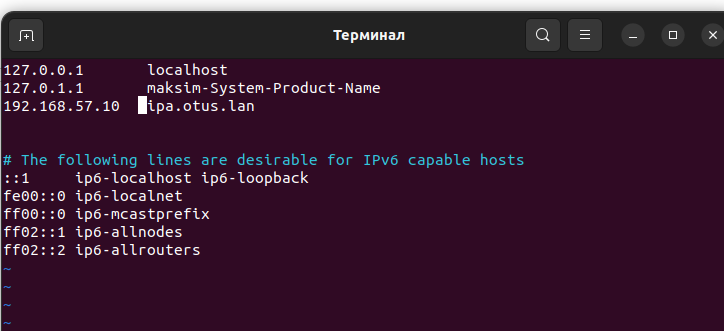 Терминал
127.0.0.1 localhost
127.0.1.1 maksim-System-Product-Name
192.168.57.10 ipa.otus.lan
# The following lines are desirable for IPv6 capable hosts
::1 ip6-localhost ip6-loopback
fe00::0 ip6-localnet
ff00::0 ip6-mcastprefix
ff02::1 ip6-allnodes
ff02::2 ip6-allrouters
~
~
~
~